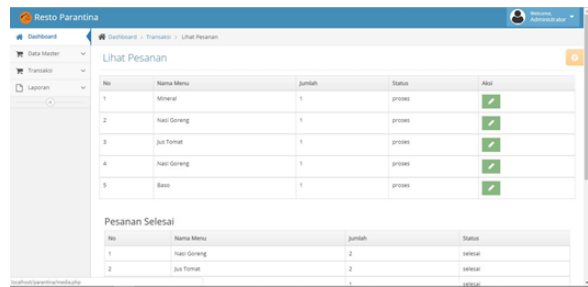 Resto Parantina
Welcome, Administrator
Dashboard
Dashboard > Transaksi > Lihat Pesanan
Data Master
Transaksi
Laporan
Lihat Pesanan
No Nama Menu Jumlah Status Aksi
1 Mineral 1 proses
2 Nasi Goreng 1 proses
3 Jus Tomat 1 proses
4 Nasi Goreng 1 proses
5 Baso 1 proses
Pesanan Selesai
No Nama Menu Jumlah Status
1 Nasi Goreng 2 selesai
2 Jus Tomat 2 selesai
1 selesai
localhost/parantina/media.php